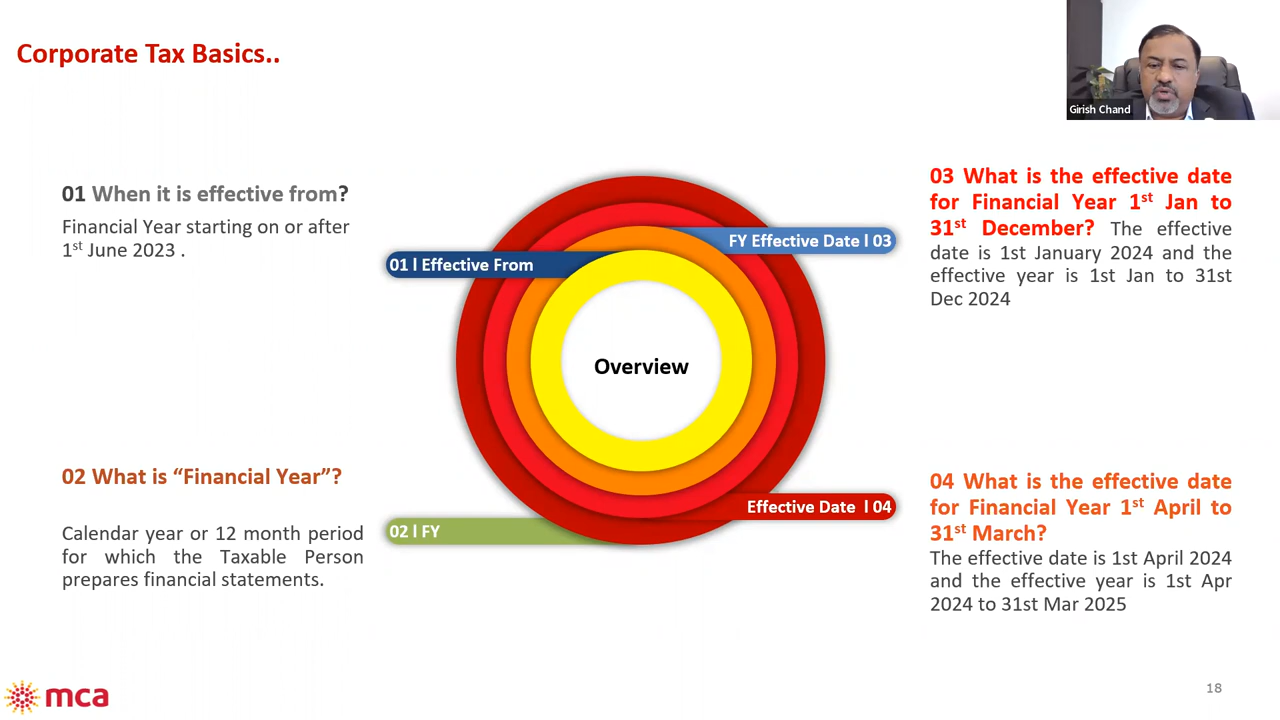 Corporate Tax Basics..
Girish Chand
01 When it is effective from?
Financial Year starting on or after
1st June 2023 .
02 What is “Financial Year”?
Calendar year or 12 month period
for which the Taxable Person
prepares financial statements.
01 l Effective From
FY Effective Date l 03
Overview
02 l FY
Effective Date l 04
03 What is the effective date
for Financial Year 1st Jan to
31st December? The effective
date is 1st January 2024 and the
effective year is 1st Jan to 31st
Dec 2024
04 What is the effective date
for Financial Year 1st April to
31st March?
The effective date is 1st April 2024
and the effective year is 1st Apr
2024 to 31st Mar 2025
mca
18